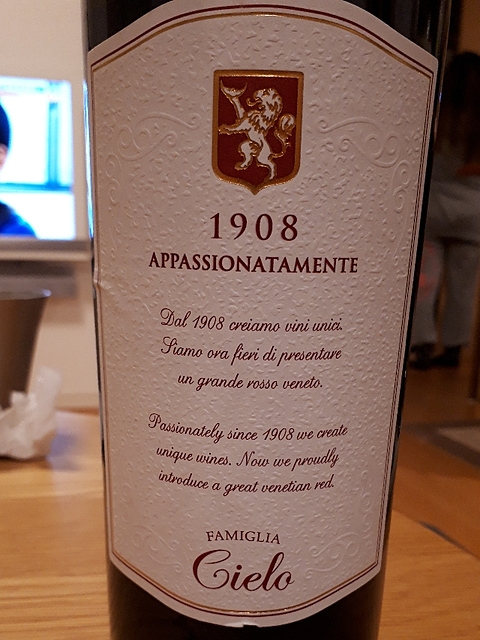 1908
APPASSIONATAMENTE
Dal 1908 creiamo vini unici.
Siamo ora fieri di presentare
un grande rosso veneto.
Passionately since 1908 we create
unique wines. Now we proudly
introduce a great venetian red.
FAMIGLIA
Cielo